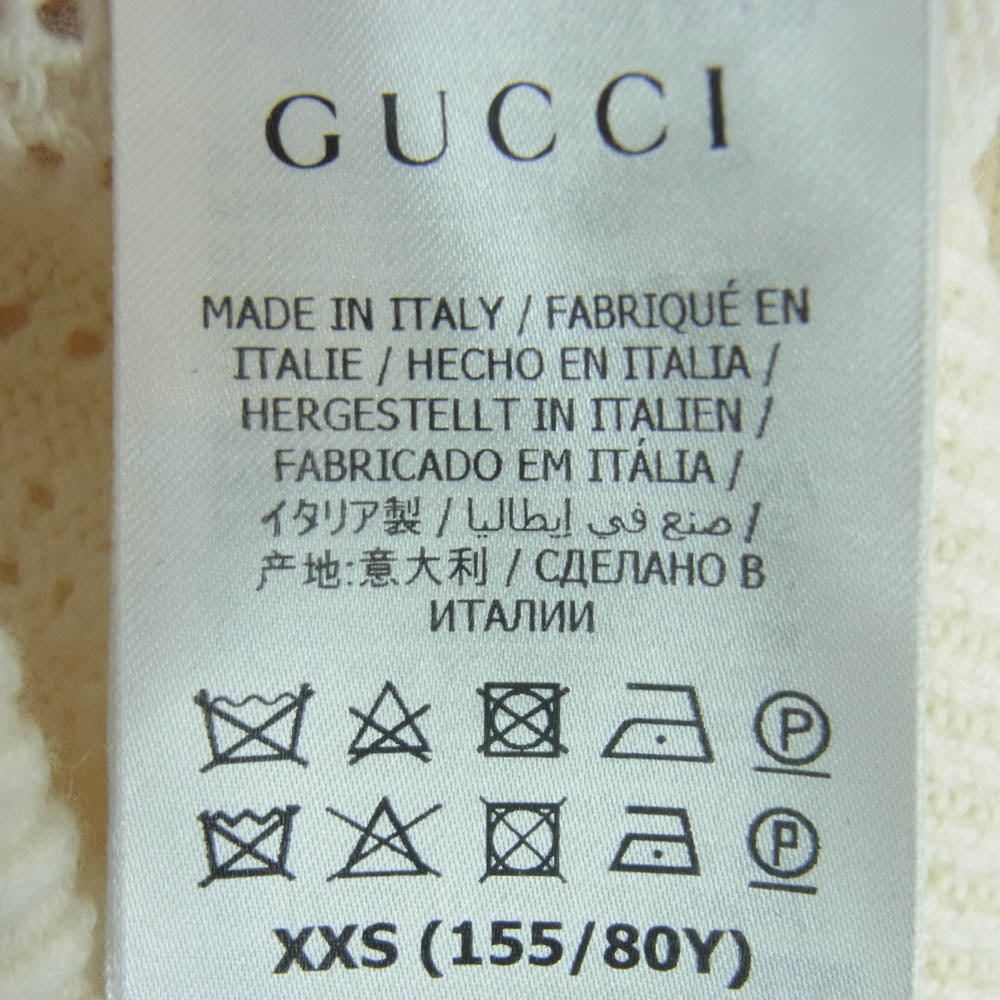 GUCCI
MADE IN ITALY / FABRIQUÉ EN
ITALIE / HECHO EN ITALIA /
HERGESTELLT IN ITALIEN /
FABRICADO EM ITÁLIA /
イタリア製 / صنع في إيطاليا /
产地:意大利 / СДЕЛАНО В
ИТАЛИИ
P
P
XXS (155/80Y)